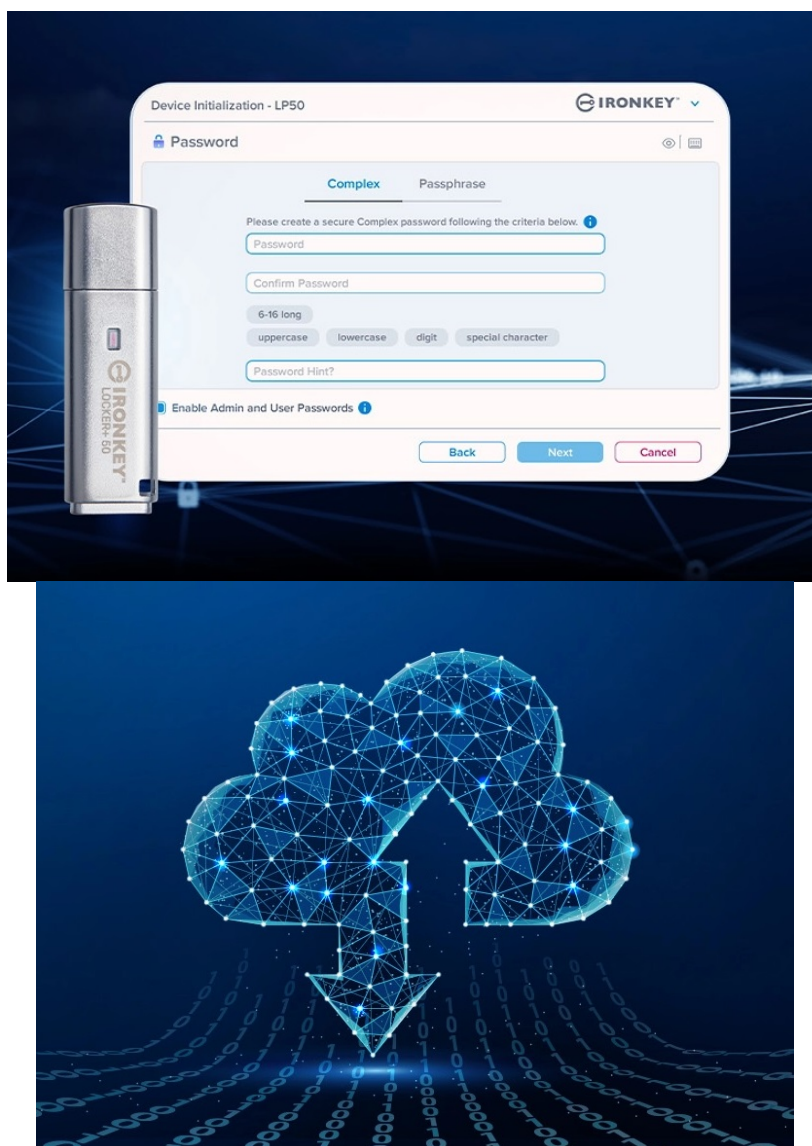 Device Initialization - LP50
IRONKEY
Password
Complex
Passphrase
Please create a secure Complex password following the criteria below.
Password
Confirm Password
6-16 long
uppercase lowercase digit special character
Password Hint?
Enable Admin and User Passwords
Back Next Cancel
IRONKEY
LOCKER+ 50